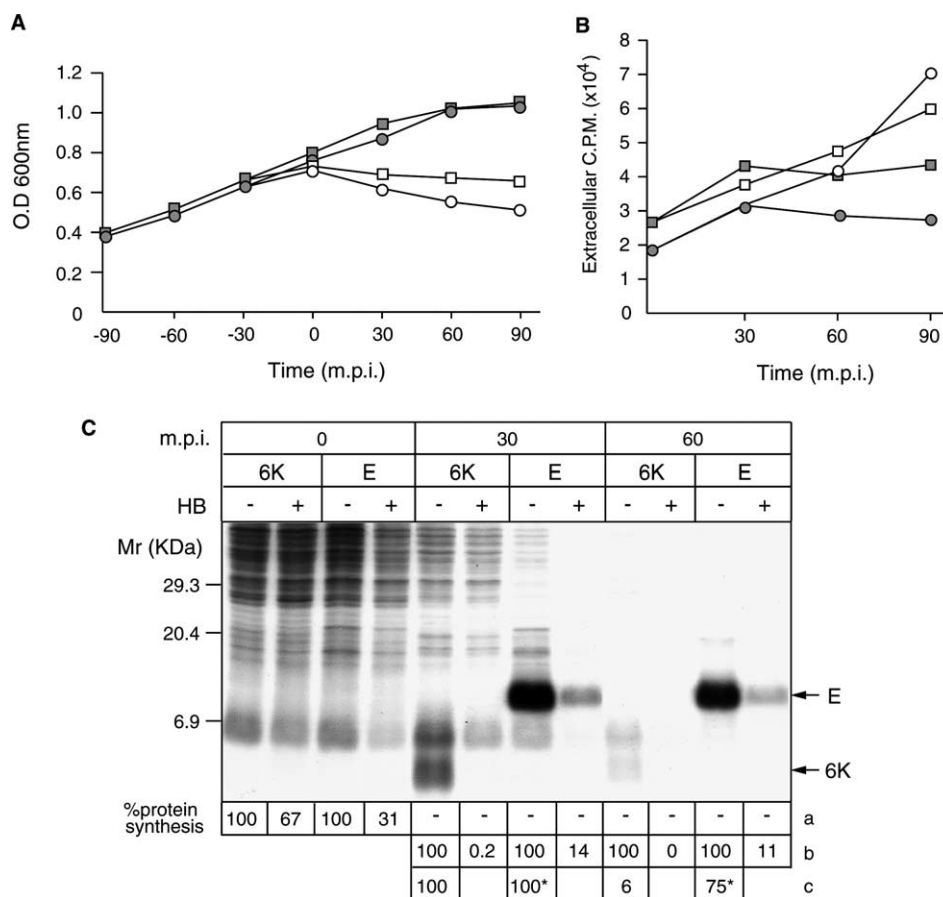 A
O.D 600nm
1.2
1.0
0.8
0.6
0.4
0.2
0
-90 -60 -30 0 30 60 90
Time (m.p.i.)
B
Extracellular C.P.M. (x10⁴)
8
7
6
5
4
3
2
1
0
30 60 90
Time (m.p.i.)
C
m.p.i. 0 30 60
6K E 6K E 6K E
HB - + - + - + - + - + - +
Mr (KDa)
29.3
20.4
6.9
E
6K
%protein synthesis
100 67 100 31 - - - - - - - - a
100 0.2 100 14 100 0 100 11 b
100 100* 6 75* c